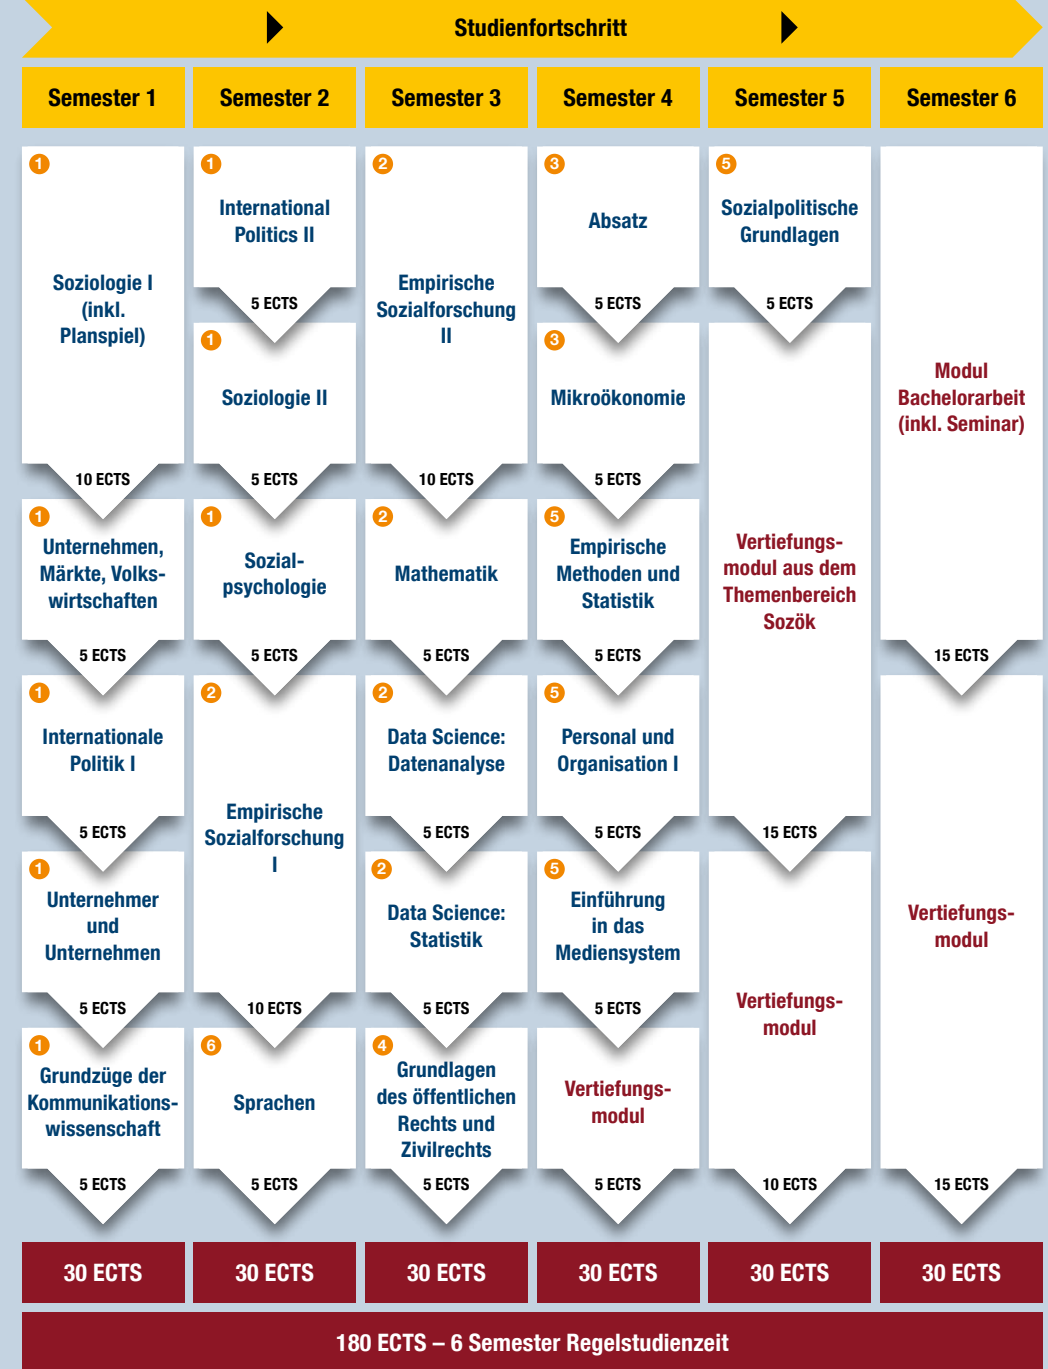 Studienfortschritt
Semester 1
Semester 2
Semester 3
Semester 4
Semester 5
Semester 6
1
Soziologie I
(inkl.
Planspiel)
10 ECTS
1
Unternehmen,
Märkte, Volks-
wirtschaften
5 ECTS
1
Internationale
Politik I
5 ECTS
1
Unternehmer
und
Unternehmen
5 ECTS
1
Grundzüge der
Kommunikations-
wissenschaft
5 ECTS
30 ECTS
1
International
Politics II
5 ECTS
1
Soziologie II
5 ECTS
1
Sozial-
psychologie
5 ECTS
2
Empirische
Sozialforschung
I
10 ECTS
6
Sprachen
5 ECTS
30 ECTS
2
Empirische
Sozialforschung
II
10 ECTS
2
Mathematik
5 ECTS
2
Data Science:
Datenanalyse
5 ECTS
2
Data Science:
Statistik
5 ECTS
4
Grundlagen
des öffentlichen
Rechts und
Zivilrechts
5 ECTS
30 ECTS
3
Absatz
5 ECTS
3
Mikroökonomie
5 ECTS
5
Empirische
Methoden und
Statistik
5 ECTS
5
Personal und
Organisation I
5 ECTS
5
Einführung
in das
Mediensystem
5 ECTS
Vertiefungs-
modul
5 ECTS
30 ECTS
5
Sozialpolitische
Grundlagen
5 ECTS
Vertiefungs-
modul aus dem
Themenbereich
Sozök
15 ECTS
Vertiefungs-
modul
10 ECTS
30 ECTS
Modul
Bachelorarbeit
(inkl. Seminar)
15 ECTS
Vertiefungs-
modul
15 ECTS
30 ECTS
180 ECTS – 6 Semester Regelstudienzeit